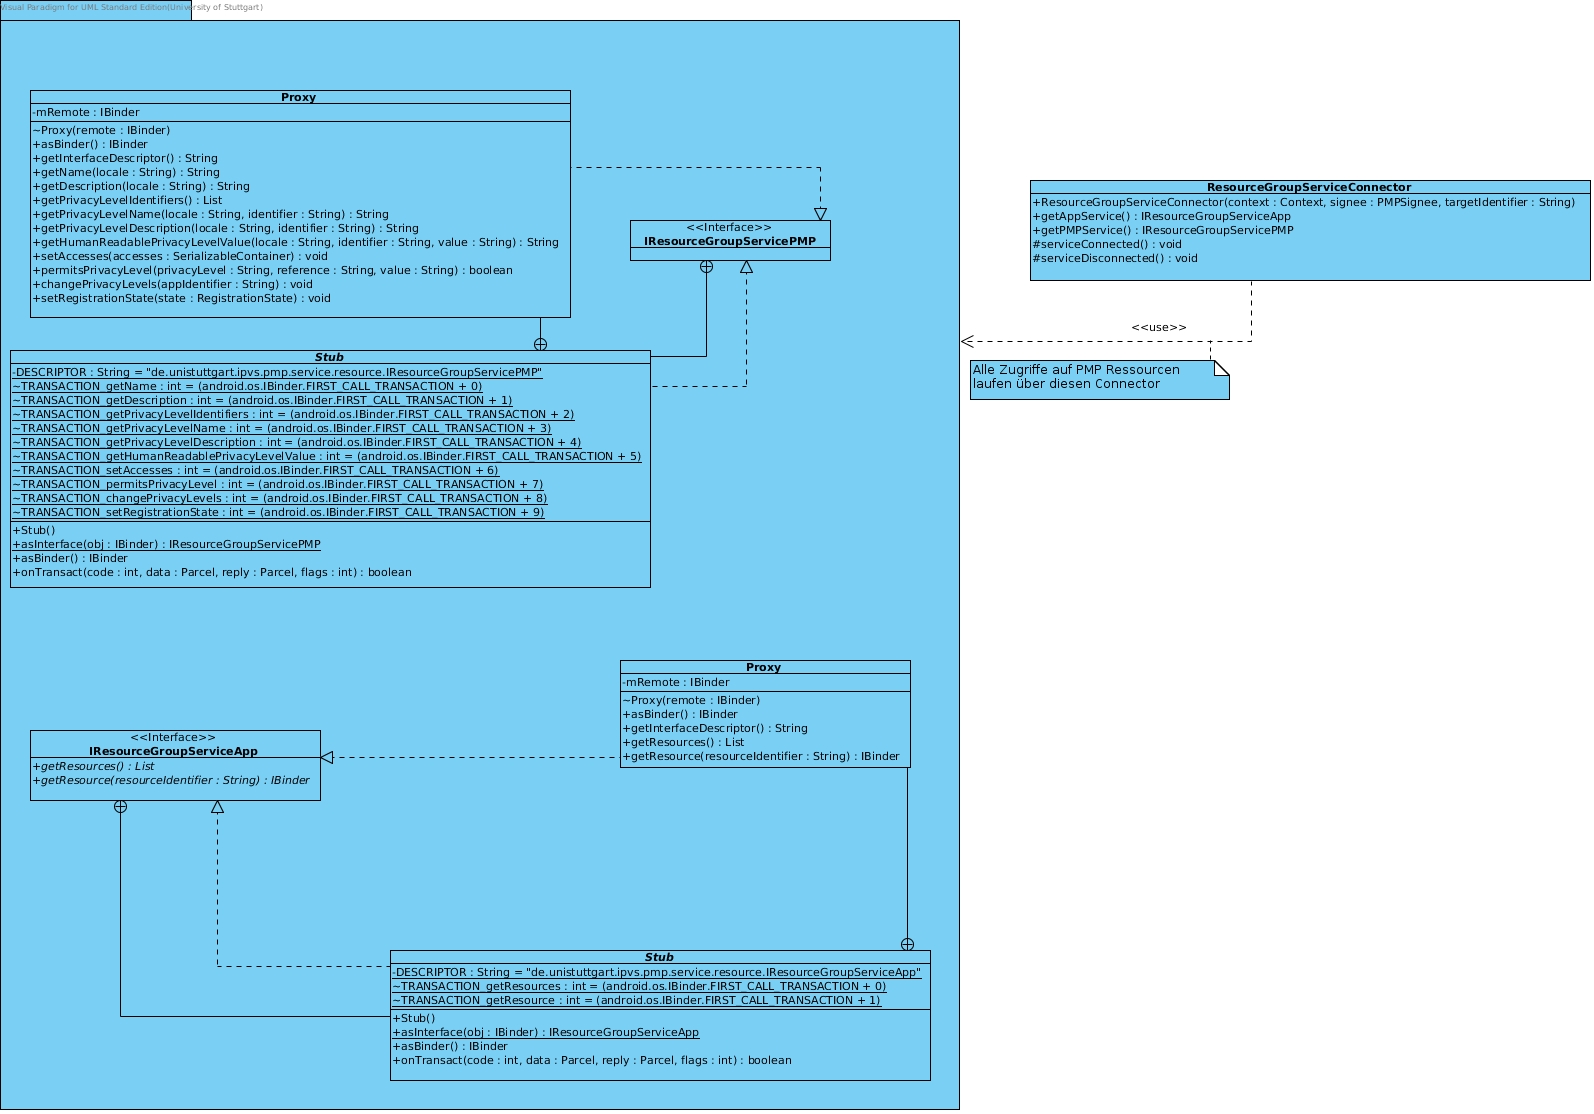 Visual Paradigm for UML Standard Edition(University of Stuttgart)
Proxy
-mRemote : IBinder
~Proxy(remote : IBinder)
+asBinder() : IBinder
+getInterfaceDescriptor() : String
+getName(locale : String) : String
+getDescription(locale : String) : String
+getPrivacyLevelIdentifiers() : List
+getPrivacyLevelName(locale : String, identifier : String) : String
+getPrivacyLevelDescription(locale : String, identifier : String) : String
+getHumanReadablePrivacyLevelValue(locale : String, identifier : String, value : String) : String
+setAccesses(accesses : SerializableContainer) : void
+permitsPrivacyLevel(privacyLevel : String, reference : String, value : String) : boolean
+changePrivacyLevels(appIdentifier : String) : void
+setRegistrationState(state : RegistrationState) : void
<<Interface>>
IResourceGroupServicePMP
ResourceGroupServiceConnector
+ResourceGroupServiceConnector(context : Context, signee : PMPSignee, targetIdentifier : String)
+getAppService() : IResourceGroupServiceApp
+getPMPService() : IResourceGroupServicePMP
#serviceConnected() : void
#serviceDisconnected() : void
<<use>>
Alle Zugriffe auf PMP Ressourcen
laufen über diesen Connector
Stub
-DESCRIPTOR : String = "de.unistuttgart.ipvs.pmp.service.resource.IResourceGroupServicePMP"
~TRANSACTION_getName : int = (android.os.IBinder.FIRST_CALL_TRANSACTION + 0)
~TRANSACTION_getDescription : int = (android.os.IBinder.FIRST_CALL_TRANSACTION + 1)
~TRANSACTION_getPrivacyLevelIdentifiers : int = (android.os.IBinder.FIRST_CALL_TRANSACTION + 2)
~TRANSACTION_getPrivacyLevelName : int = (android.os.IBinder.FIRST_CALL_TRANSACTION + 3)
~TRANSACTION_getPrivacyLevelDescription : int = (android.os.IBinder.FIRST_CALL_TRANSACTION + 4)
~TRANSACTION_getHumanReadablePrivacyLevelValue : int = (android.os.IBinder.FIRST_CALL_TRANSACTION + 5)
~TRANSACTION_setAccesses : int = (android.os.IBinder.FIRST_CALL_TRANSACTION + 6)
~TRANSACTION_permitsPrivacyLevel : int = (android.os.IBinder.FIRST_CALL_TRANSACTION + 7)
~TRANSACTION_changePrivacyLevels : int = (android.os.IBinder.FIRST_CALL_TRANSACTION + 8)
~TRANSACTION_setRegistrationState : int = (android.os.IBinder.FIRST_CALL_TRANSACTION + 9)
+Stub()
+asInterface(obj : IBinder) : IResourceGroupServicePMP
+asBinder() : IBinder
+onTransact(code : int, data : Parcel, reply : Parcel, flags : int) : boolean
Proxy
-mRemote : IBinder
~Proxy(remote : IBinder)
+asBinder() : IBinder
+getInterfaceDescriptor() : String
+getResources() : List
+getResource(resourceIdentifier : String) : IBinder
<<Interface>>
IResourceGroupServiceApp
+getResources() : List
+getResource(resourceIdentifier : String) : IBinder
Stub
-DESCRIPTOR : String = "de.unistuttgart.ipvs.pmp.service.resource.IResourceGroupServiceApp"
~TRANSACTION_getResources : int = (android.os.IBinder.FIRST_CALL_TRANSACTION + 0)
~TRANSACTION_getResource : int = (android.os.IBinder.FIRST_CALL_TRANSACTION + 1)
+Stub()
+asInterface(obj : IBinder) : IResourceGroupServiceApp
+asBinder() : IBinder
+onTransact(code : int, data : Parcel, reply : Parcel, flags : int) : boolean